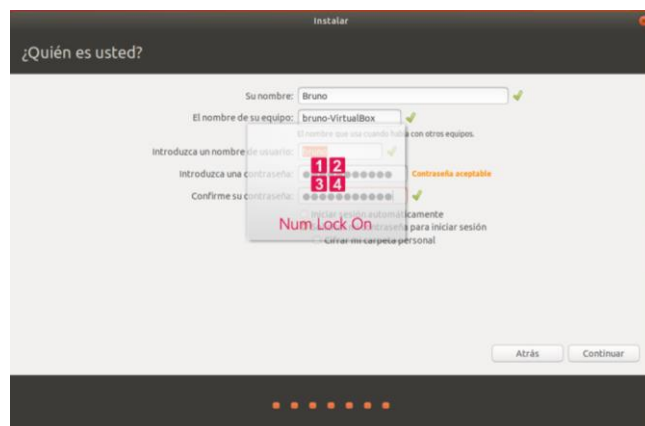 Instalar
¿Quién es usted?
Su nombre: Bruno
El nombre de su equipo: bruno-VirtualBox
El nombre que usa cuando habla con otros equipos.
Introduzca un nombre de usuario: bruno
Introduzca una contraseña: Contraseña aceptable
Confirme su contraseña:
Iniciar sesión automáticamente
contraseña para iniciar sesión
Cifrar mi carpeta personal
1 2
3 4
Num Lock On
Atrás Continuar